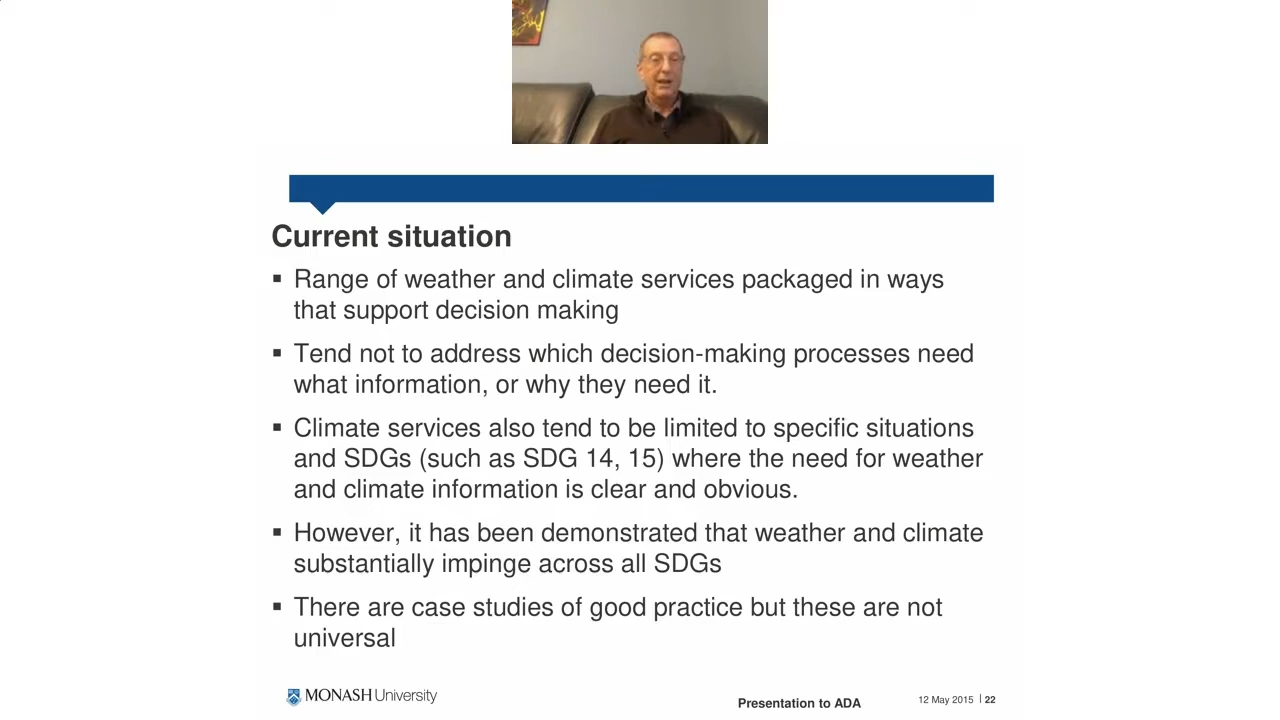 Current situation
▪ Range of weather and climate services packaged in ways
that support decision making
▪ Tend not to address which decision-making processes need
what information, or why they need it.
▪ Climate services also tend to be limited to specific situations
and SDGs (such as SDG 14, 15) where the need for weather
and climate information is clear and obvious.
▪ However, it has been demonstrated that weather and climate
substantially impinge across all SDGs
▪ There are case studies of good practice but these are not
universal
MONASH University
Presentation to ADA
12 May 2015 | 22